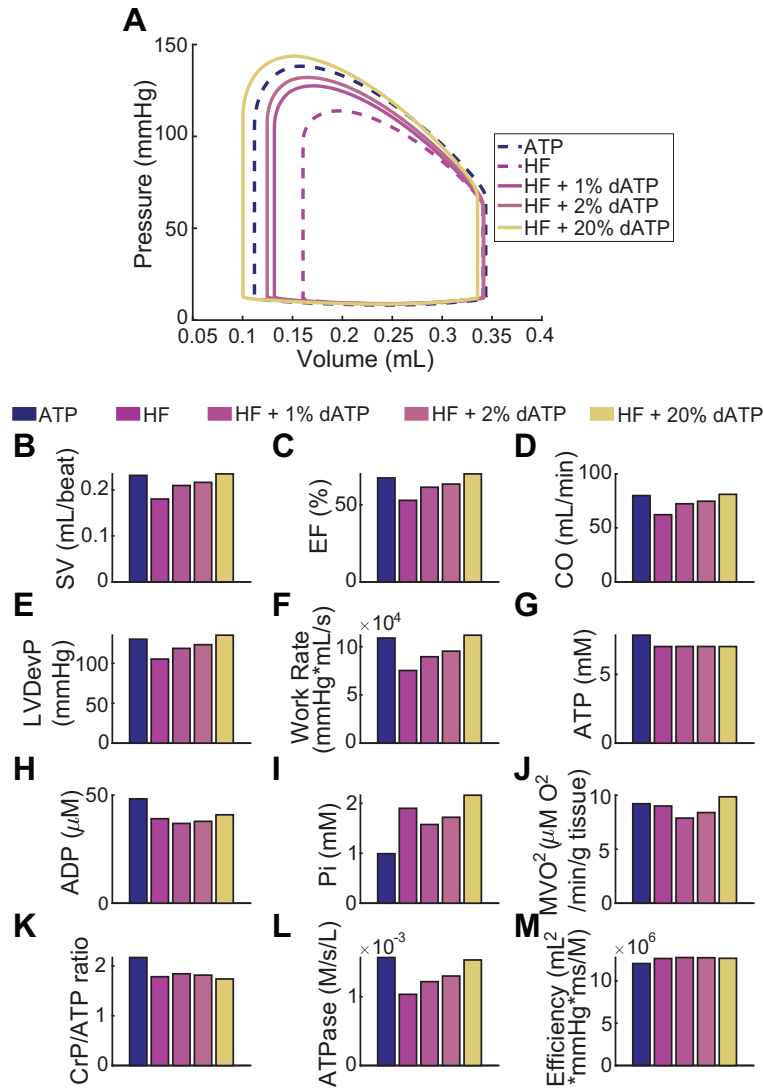 A
150
100
50
0
Pressure (mmHg)
0.05 0.1 0.15 0.2 0.25 0.3 0.35 0.4
Volume (mL)
ATP
HF
HF + 1% dATP
HF + 2% dATP
HF + 20% dATP
ATP HF HF + 1% dATP HF + 2% dATP HF + 20% dATP
B
SV (mL/beat)
0.2
0.1
0
C
EF (%)
50
0
D
CO (mL/min)
100
50
0
E
LVDevP
(mmHg)
100
50
0
F
× 10⁴
Work Rate
(mmHg*mL/s)
10
5
0
G
ATP (mM)
5
0
H
ADP (μM)
50
0
I
Pi (mM)
2
1
0
J
MVO² (μM O²
/min/g tissue)
10
5
0
K
CrP/ATP ratio
2
1
0
L
×10⁻³
ATPase (M/s/L)
1
0
M
× 10⁶
Efficiency (mL²
*mmHg*ms/M)
10
5
0